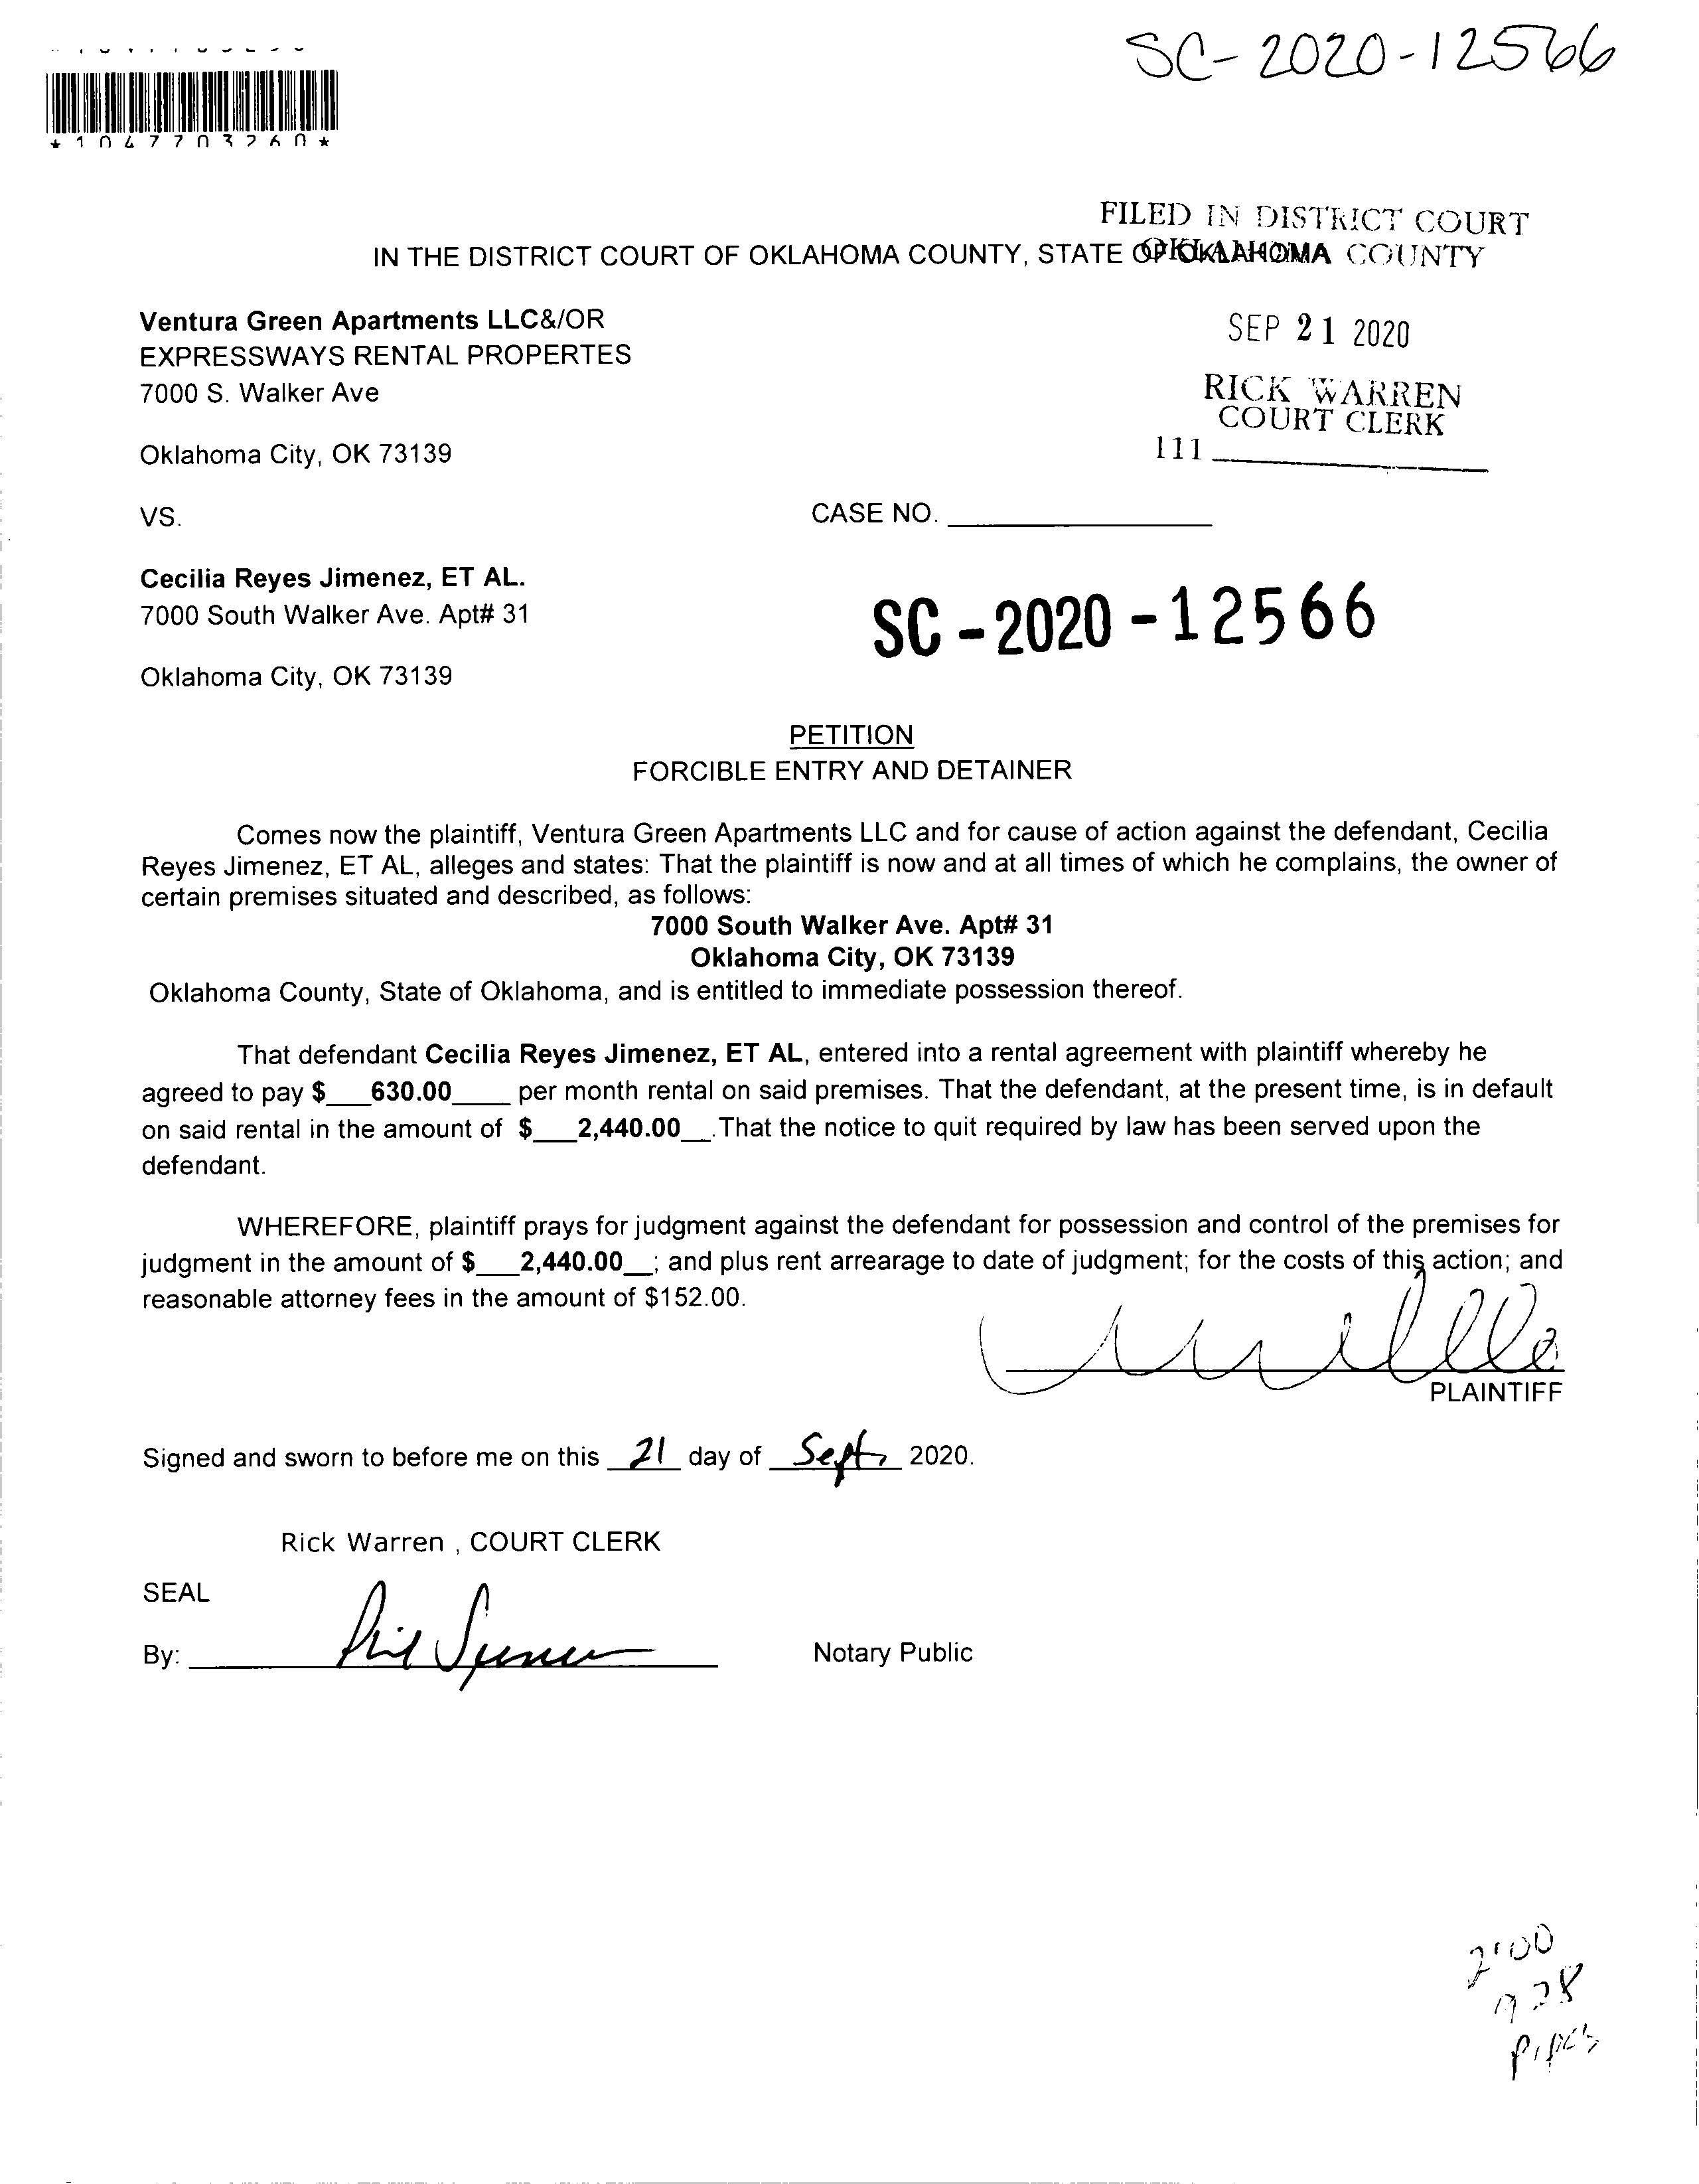 SC-2020-12566
*1047703260*
FILED IN DISTRICT COURT
OKLAHOMA COUNTY
IN THE DISTRICT COURT OF OKLAHOMA COUNTY, STATE OF OKLAHOMA
Ventura Green Apartments LLC&/OR
EXPRESSWAYS RENTAL PROPERTES
7000 S. Walker Ave
Oklahoma City, OK 73139
SEP 21 2020
RICK WARREN
COURT CLERK
111
VS.
CASE NO.
Cecilia Reyes Jimenez, ET AL.
7000 South Walker Ave. Apt# 31
Oklahoma City, OK 73139
SC-2020-12566
PETITION
FORCIBLE ENTRY AND DETAINER
Comes now the plaintiff, Ventura Green Apartments LLC and for cause of action against the defendant, Cecilia
Reyes Jimenez, ET AL, alleges and states: That the plaintiff is now and at all times of which he complains, the owner of
certain premises situated and described, as follows:
7000 South Walker Ave. Apt# 31
Oklahoma City, OK 73139
Oklahoma County, State of Oklahoma, and is entitled to immediate possession thereof.
That defendant Cecilia Reyes Jimenez, ET AL, entered into a rental agreement with plaintiff whereby he
agreed to pay $___630.00____ per month rental on said premises. That the defendant, at the present time, is in default
on said rental in the amount of $___2,440.00__.That the notice to quit required by law has been served upon the
defendant.
WHEREFORE, plaintiff prays for judgment against the defendant for possession and control of the premises for
judgment in the amount of $___2,440.00__; and plus rent arrearage to date of judgment; for the costs of this action; and
reasonable attorney fees in the amount of $152.00.
PLAINTIFF
Signed and sworn to before me on this 21 day of Sept, 2020.
Rick Warren , COURT CLERK
SEAL
By:
Notary Public